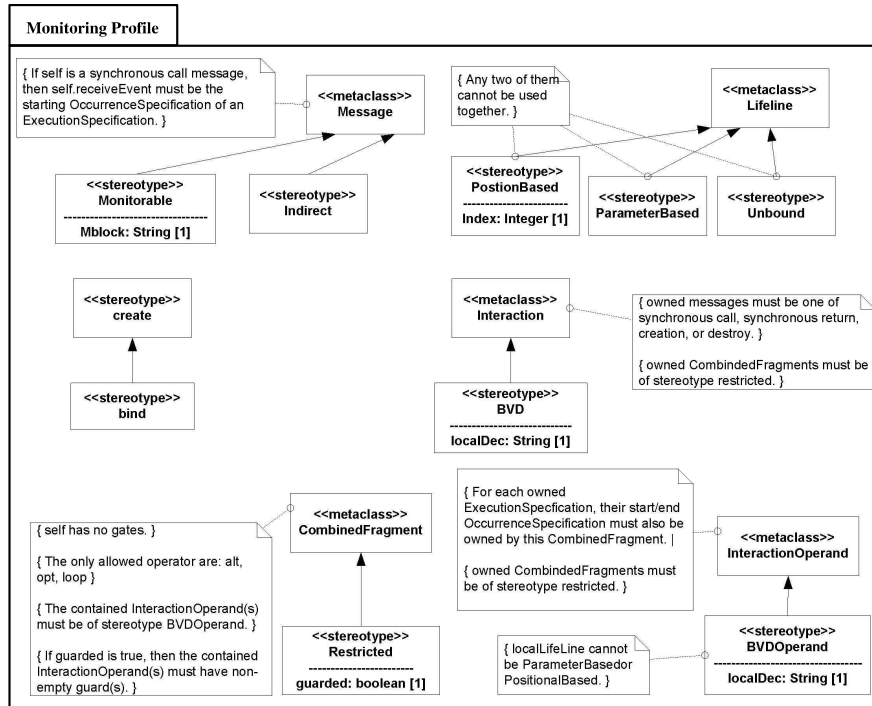 Monitoring Profile
{ If self is a synchronous call message,
then self.receiveEvent must be the
starting OccurrenceSpecification of an
ExecutionSpecification. }
<<metaclass>>
Message
<<stereotype>>
Monitorable
Mblock: String [1]
<<stereotype>>
Indirect
{ Any two of them
cannot be used
together. }
<<metaclass>>
Lifeline
<<stereotype>>
PostionBased
Index: Integer [1]
<<stereotype>>
ParameterBased
<<stereotype>>
Unbound
<<stereotype>>
create
<<stereotype>>
bind
<<metaclass>>
Interaction
<<stereotype>>
BVD
localDec: String [1]
{ owned messages must be one of
synchronous call, synchronous return,
creation, or destroy. }
{ owned CombindedFragments must be
of stereotype restricted. }
{ self has no gates. }
{ The only allowed operator are: alt,
opt, loop }
{ The contained InteractionOperand(s)
must be of stereotype BVDOperand. }
{ If guarded is true, then the contained
InteractionOperand(s) must have non-
empty guard(s). }
<<metaclass>>
CombinedFragment
<<stereotype>>
Restricted
guarded: boolean [1]
{ For each owned
ExecutionSpecfication, their start/end
OccurrenceSpecification must also be
owned by this CombinedFragment. |
{ owned CombindedFragments must
be of stereotype restricted. }
<<metaclass>>
InteractionOperand
{ localLifeLine cannot
be ParameterBasedor
PositionalBased. }
<<stereotype>>
BVDOperand
localDec: String [1]